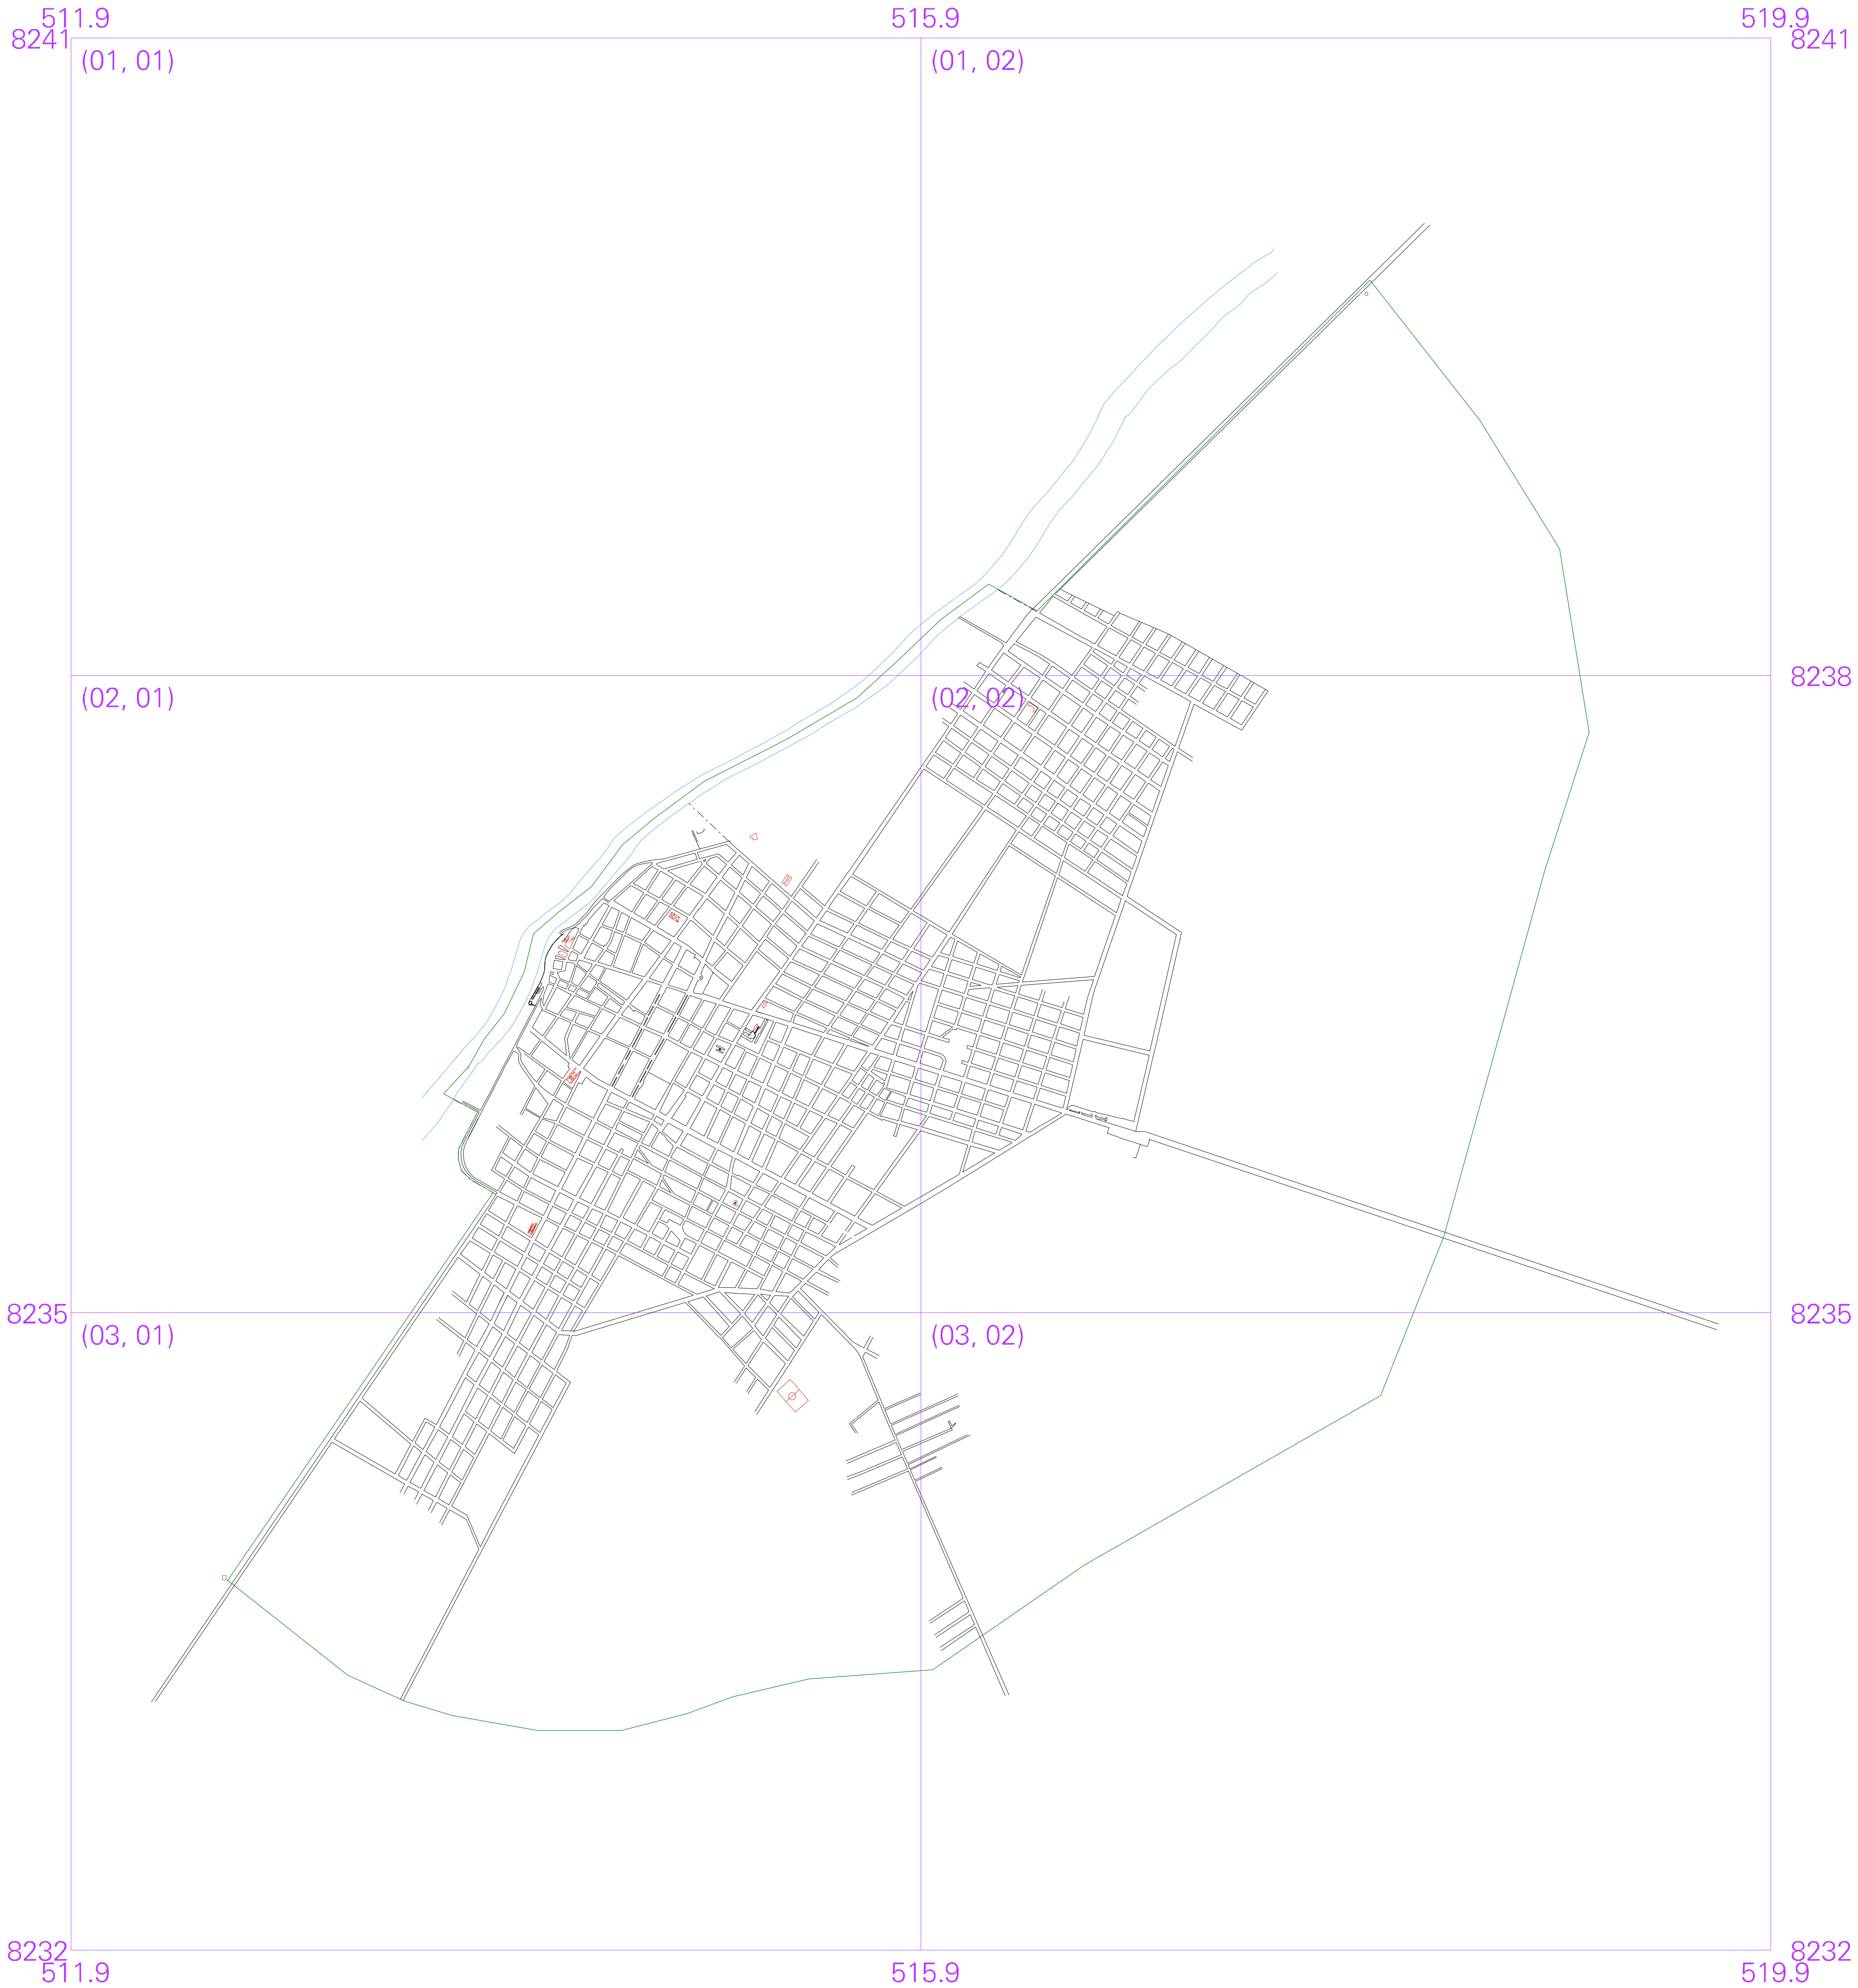 511.9 515.9 519.9
8241 8241
(01, 01) (01, 02)
8238
(02, 01) (02, 02)
8235 8235
(03, 01) (03, 02)
8232 8232
511.9 515.9 519.9